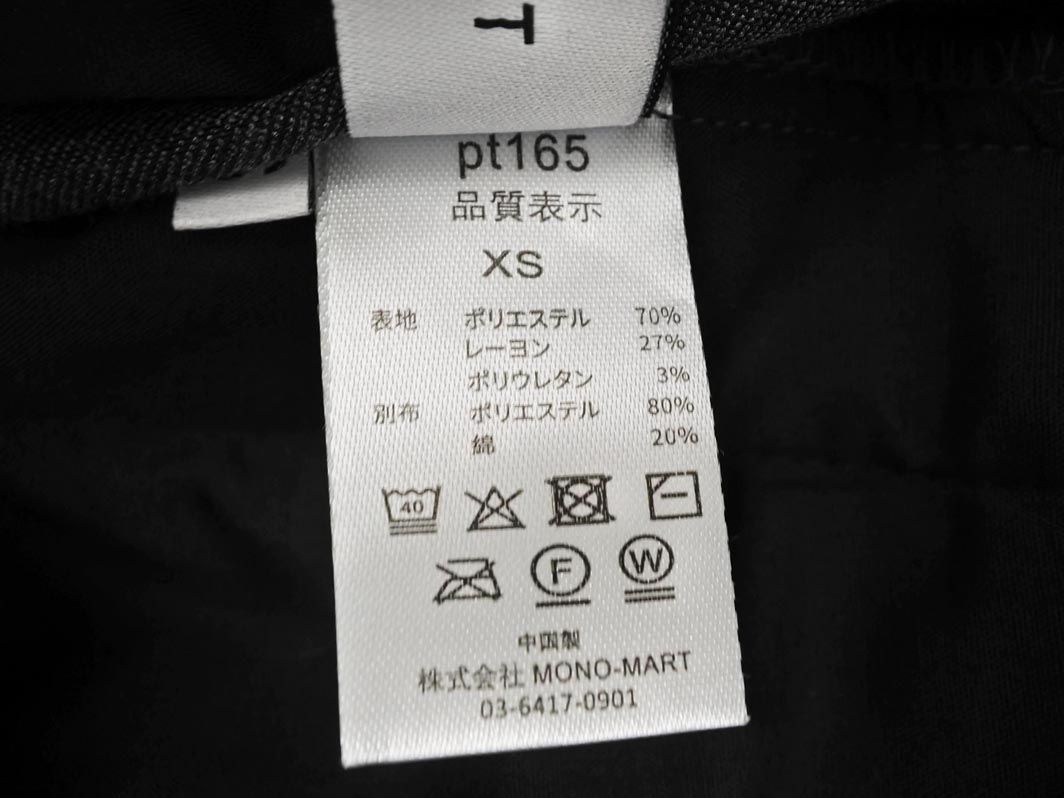 T
pt165
品質表示
XS
表地 ポリエステル 70%
レーヨン 27%
ポリウレタン 3%
別布 ポリエステル 80%
綿 20%
40
F W
中国製
株式会社 MONO-MART
03-6417-0901